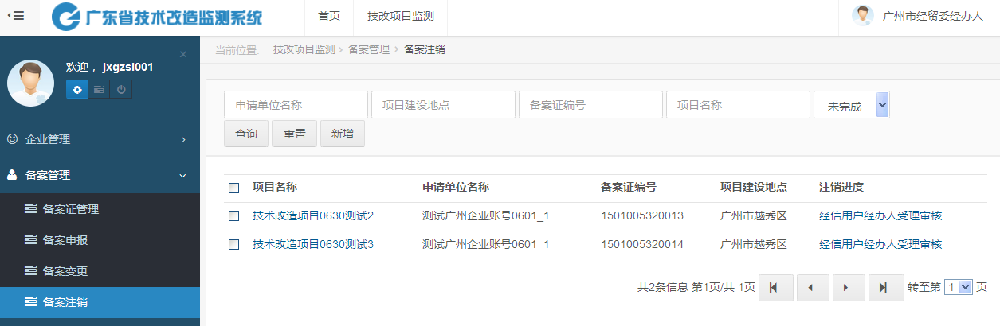 广东省技术改造监测系统 首页 技改项目监测 广州市经贸委经办人
欢迎， jxgzsl001
企业管理
备案管理
备案证管理
备案申报
备案变更
备案注销
当前位置: 技改项目监测 > 备案管理 > 备案注销
申请单位名称 项目建设地点 备案证编号 项目名称 未完成
查询 重置 新增
项目名称 申请单位名称 备案证编号 项目建设地点 注销进度
技术改造项目0630测试2 测试广州企业账号0601_1 1501005320013 广州市越秀区 经信用户经办人受理审核
技术改造项目0630测试3 测试广州企业账号0601_1 1501005320014 广州市越秀区 经信用户经办人受理审核
共2条信息 第1页/共 1页 转至第 1 页